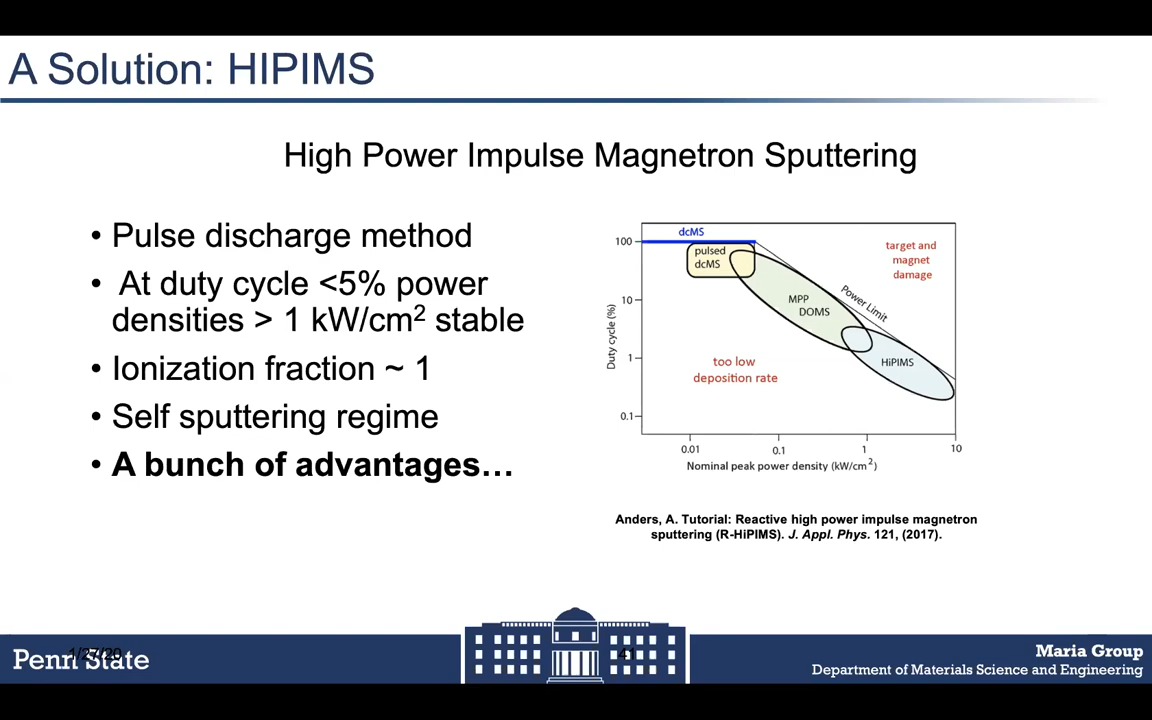 A Solution: HIPIMS
High Power Impulse Magnetron Sputtering
• Pulse discharge method
• At duty cycle <5% power
densities > 1 kW/cm² stable
• Ionization fraction ~ 1
• Self sputtering regime
• A bunch of advantages…
dcMS
100
pulsed
dcMS
target and
magnet
damage
Power Limit
10
MPP
DOMS
Duty cycle (%)
1
too low
deposition rate
HiPIMS
0.1
0.01
0.1
1
10
Nominal peak power density (kW/cm²)
Anders, A. Tutorial: Reactive high power impulse magnetron
sputtering (R-HiPIMS). J. Appl. Phys. 121, (2017).
1/27/20
Penn State
41
Maria Group
Department of Materials Science and Engineering